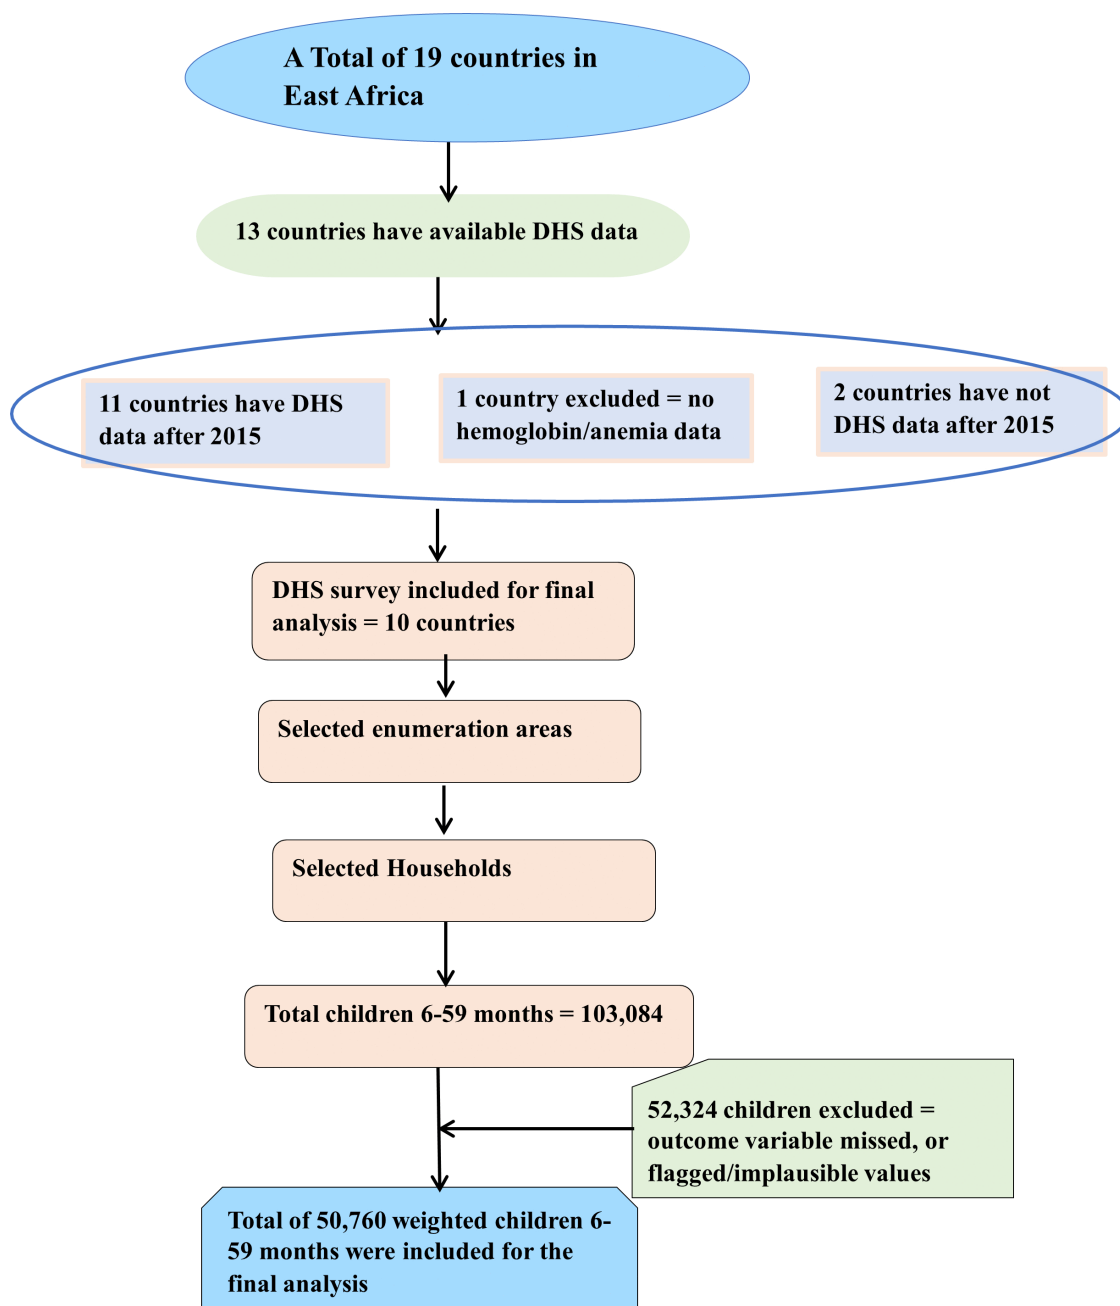 A Total of 19 countries in
East Africa
13 countries have available DHS data
11 countries have DHS
data after 2015
1 country excluded = no
hemoglobin/anemia data
2 countries have not
DHS data after 2015
DHS survey included for final
analysis = 10 countries
Selected enumeration areas
Selected Households
Total children 6-59 months = 103,084
52,324 children excluded =
outcome variable missed, or
flagged/implausible values
Total of 50,760 weighted children 6-
59 months were included for the
final analysis